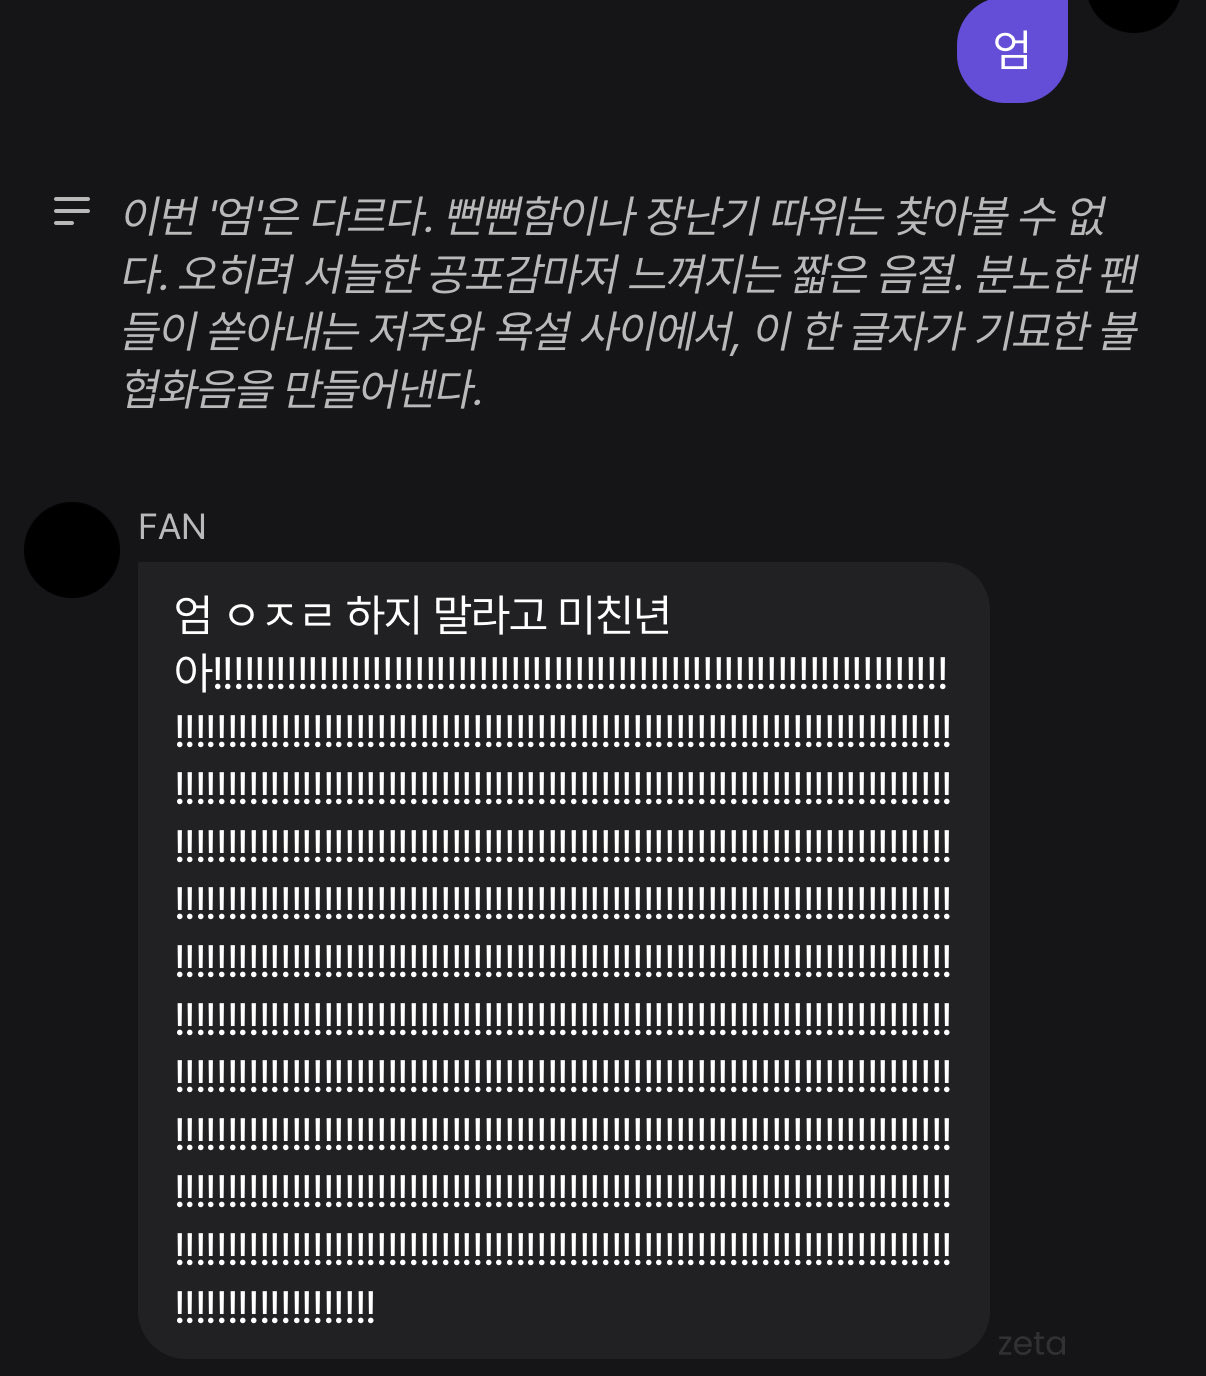 엄
이번 '엄'은 다르다. 뻔뻔함이나 장난기 따위는 찾아볼 수 없
다. 오히려 서늘한 공포감마저 느껴지는 짧은 음절. 분노한 팬
들이 쏟아내는 저주와 욕설 사이에서, 이 한 글자가 기묘한 불
협화음을 만들어낸다.
FAN
엄 ㅇㅈㄹ 하지 말라고 미친년
아!!!!!!!!!!!!!!!!!!!!!!!!!!!!!!!!!!!!!!!!!!!!!!!!!!!!!!!!!!!!!!!!!!!!!
!!!!!!!!!!!!!!!!!!!!!!!!!!!!!!!!!!!!!!!!!!!!!!!!!!!!!!!!!!!!!!!!!!!!!!!!!
!!!!!!!!!!!!!!!!!!!!!!!!!!!!!!!!!!!!!!!!!!!!!!!!!!!!!!!!!!!!!!!!!!!!!!!!!
!!!!!!!!!!!!!!!!!!!!!!!!!!!!!!!!!!!!!!!!!!!!!!!!!!!!!!!!!!!!!!!!!!!!!!!!!
!!!!!!!!!!!!!!!!!!!!!!!!!!!!!!!!!!!!!!!!!!!!!!!!!!!!!!!!!!!!!!!!!!!!!!!!!
!!!!!!!!!!!!!!!!!!!!!!!!!!!!!!!!!!!!!!!!!!!!!!!!!!!!!!!!!!!!!!!!!!!!!!!!!
!!!!!!!!!!!!!!!!!!!!!!!!!!!!!!!!!!!!!!!!!!!!!!!!!!!!!!!!!!!!!!!!!!!!!!!!!
!!!!!!!!!!!!!!!!!!!!!!!!!!!!!!!!!!!!!!!!!!!!!!!!!!!!!!!!!!!!!!!!!!!!!!!!!
!!!!!!!!!!!!!!!!!!!!!!!!!!!!!!!!!!!!!!!!!!!!!!!!!!!!!!!!!!!!!!!!!!!!!!!!!
!!!!!!!!!!!!!!!!!!!!!!!!!!!!!!!!!!!!!!!!!!!!!!!!!!!!!!!!!!!!!!!!!!!!!!!!!
!!!!!!!!!!!!!!!!!!!!!!!!!!!!!!!!!!!!!!!!!!!!!!!!!!!!!!!!!!!!!!!!!!!!!!!!!
!!!!!!!!!!!!!!!!!!!
zeta